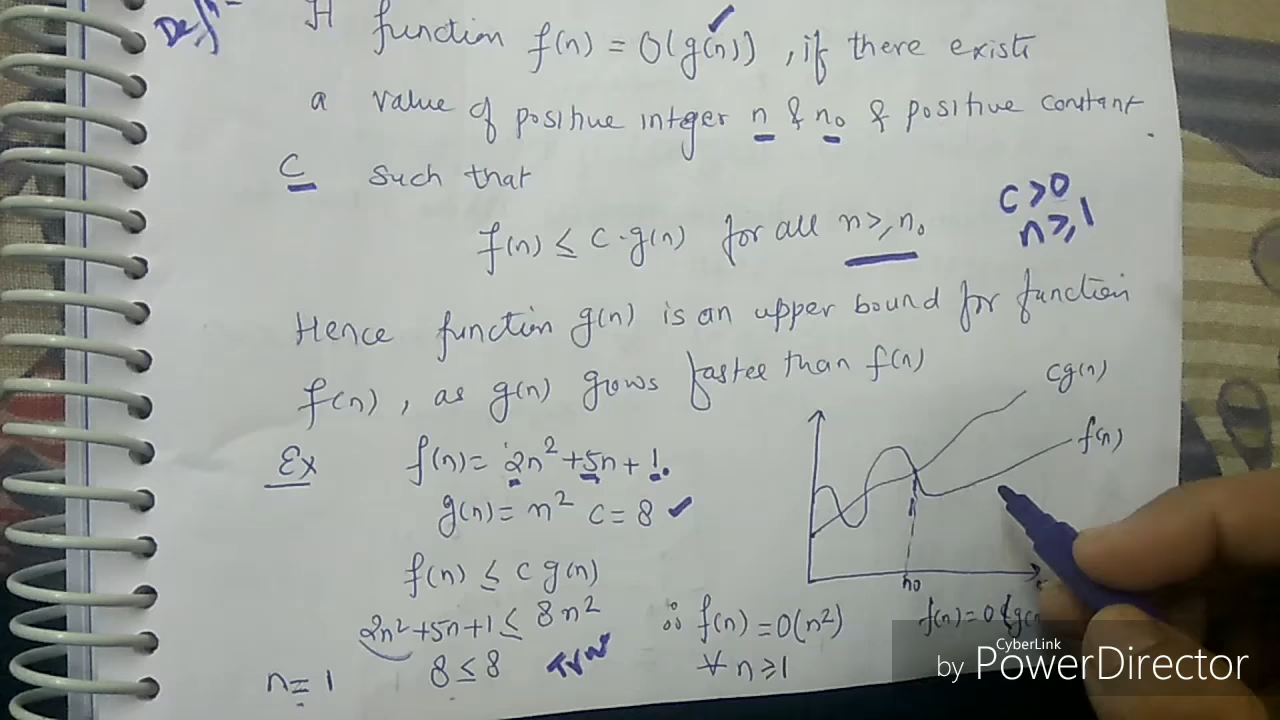 Defn A function f(n) = O(g(n)) , if there exists
a value of positive integer n & n₀ & positive constant
C such that
f(n) ≤ C·g(n) for all n ≥ n₀
C > 0
n ≥ 1
Hence function g(n) is an upper bound for function
f(n) , as g(n) grows faster than f(n)
Cg(n)
f(n)
n₀
f(n) = O(g(n
Ex f(n) = 2n² + 5n + 1.
g(n) = n² C = 8 ✓
f(n) ≤ C g(n)
2n² + 5n + 1 ≤ 8n²
n = 1 8 ≤ 8 True
∴ f(n) = O(n²)
∀ n ≥ 1
CyberLink
by PowerDirector